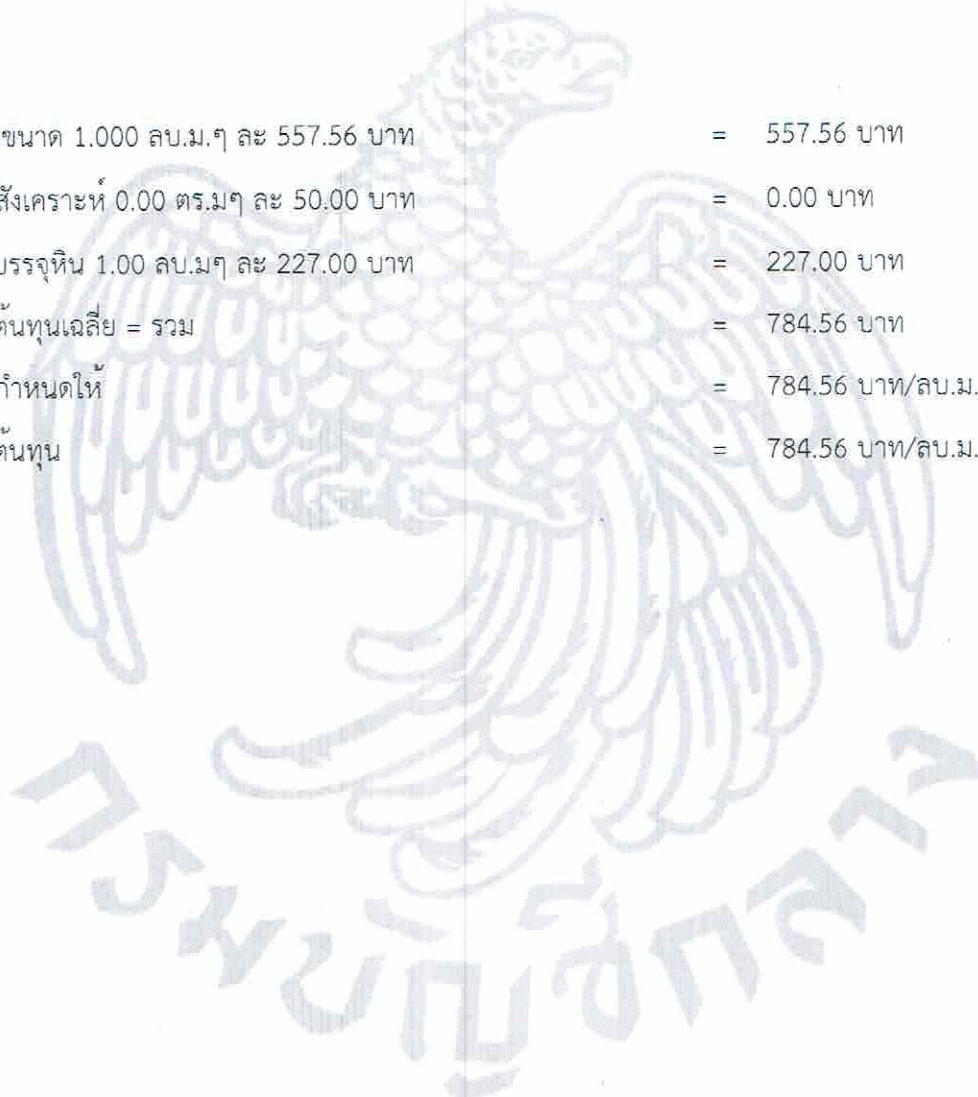 ขนาด 1.000 ลบ.ม.ๆ ละ 557.56 บาท = 557.56 บาท
สังเคราะห์ 0.00 ตร.มๆ ละ 50.00 บาท = 0.00 บาท
บรรจุหิน 1.00 ลบ.มๆ ละ 227.00 บาท = 227.00 บาท
ต้นทุนเฉลี่ย = รวม = 784.56 บาท
กำหนดให้ = 784.56 บาท/ลบ.ม.
ต้นทุน = 784.56 บาท/ลบ.ม.
กรมบัญชีกลาง